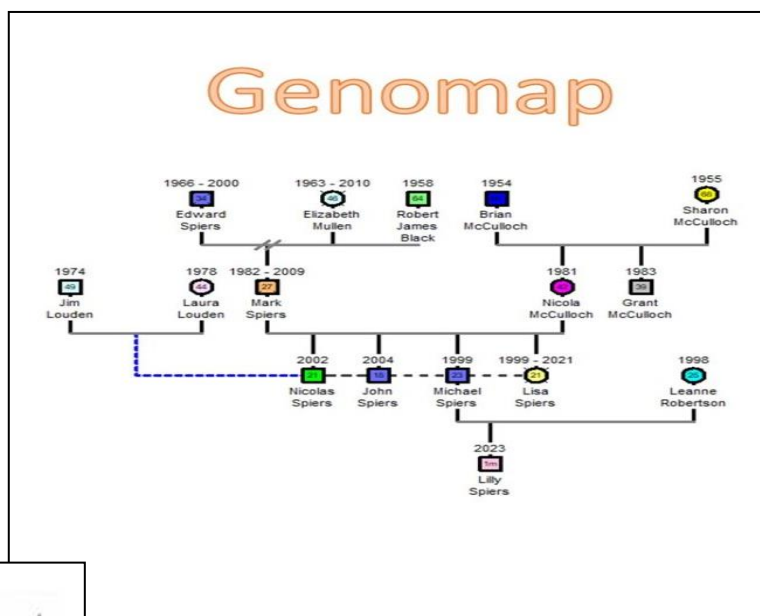 Genomap
1966 - 2000
34
Edward
Spiers
1963 - 2010
46
Elizabeth
Mullen
1958
64
Robert
James
Black
1954
Brian
McCulloch
1955
Sharon
McCulloch
1974
49
Jim
Louden
1978
44
Laura
Louden
1982 - 2009
27
Mark
Spiers
1981
Nicola
McCulloch
1983
39
Grant
McCulloch
2002
21
Nicolas
Spiers
2004
18
John
Spiers
1999
23
Michael
Spiers
1999 - 2021
21
Lisa
Spiers
1998
25
Leanne
Robertson
2023
1m
Lilly
Spiers